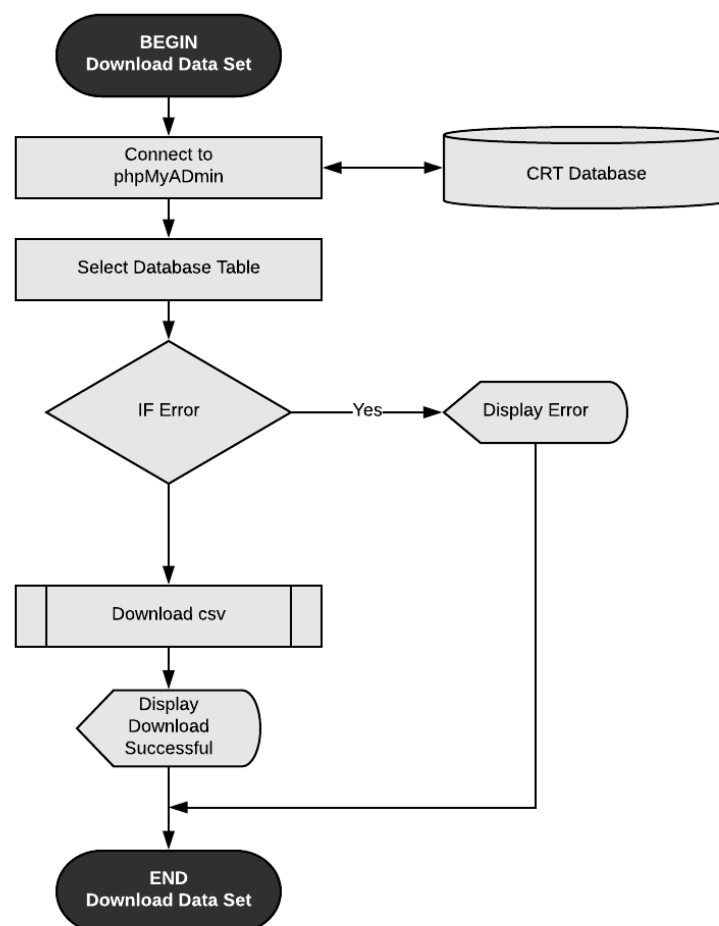 BEGIN
Download Data Set
Connect to
phpMyADmin
CRT Database
Select Database Table
IF Error
Yes
Display Error
Download csv
Display
Download
Successful
END
Download Data Set